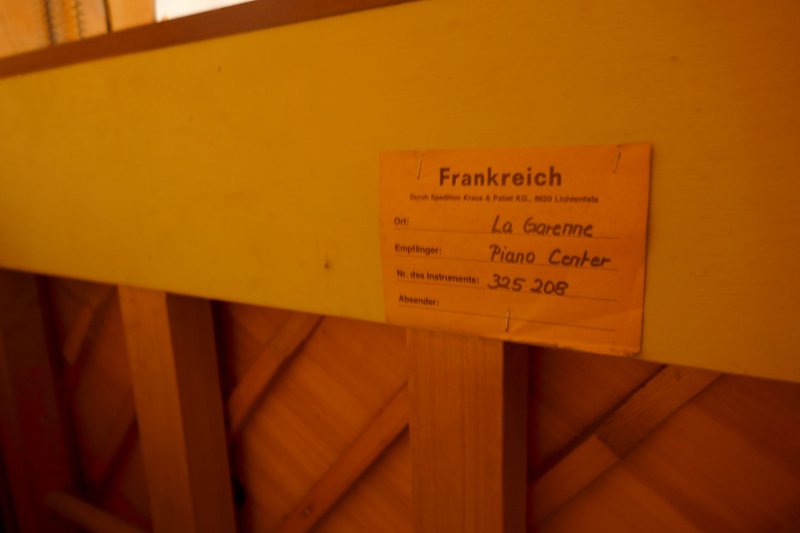 Frankreich
Durch Spedition Kraus & Pabst KG., 8620 Lichtenfels
Ort: La Garenne
Empfänger: Piano Center
Nr. des Instruments: 325 208
Absender: